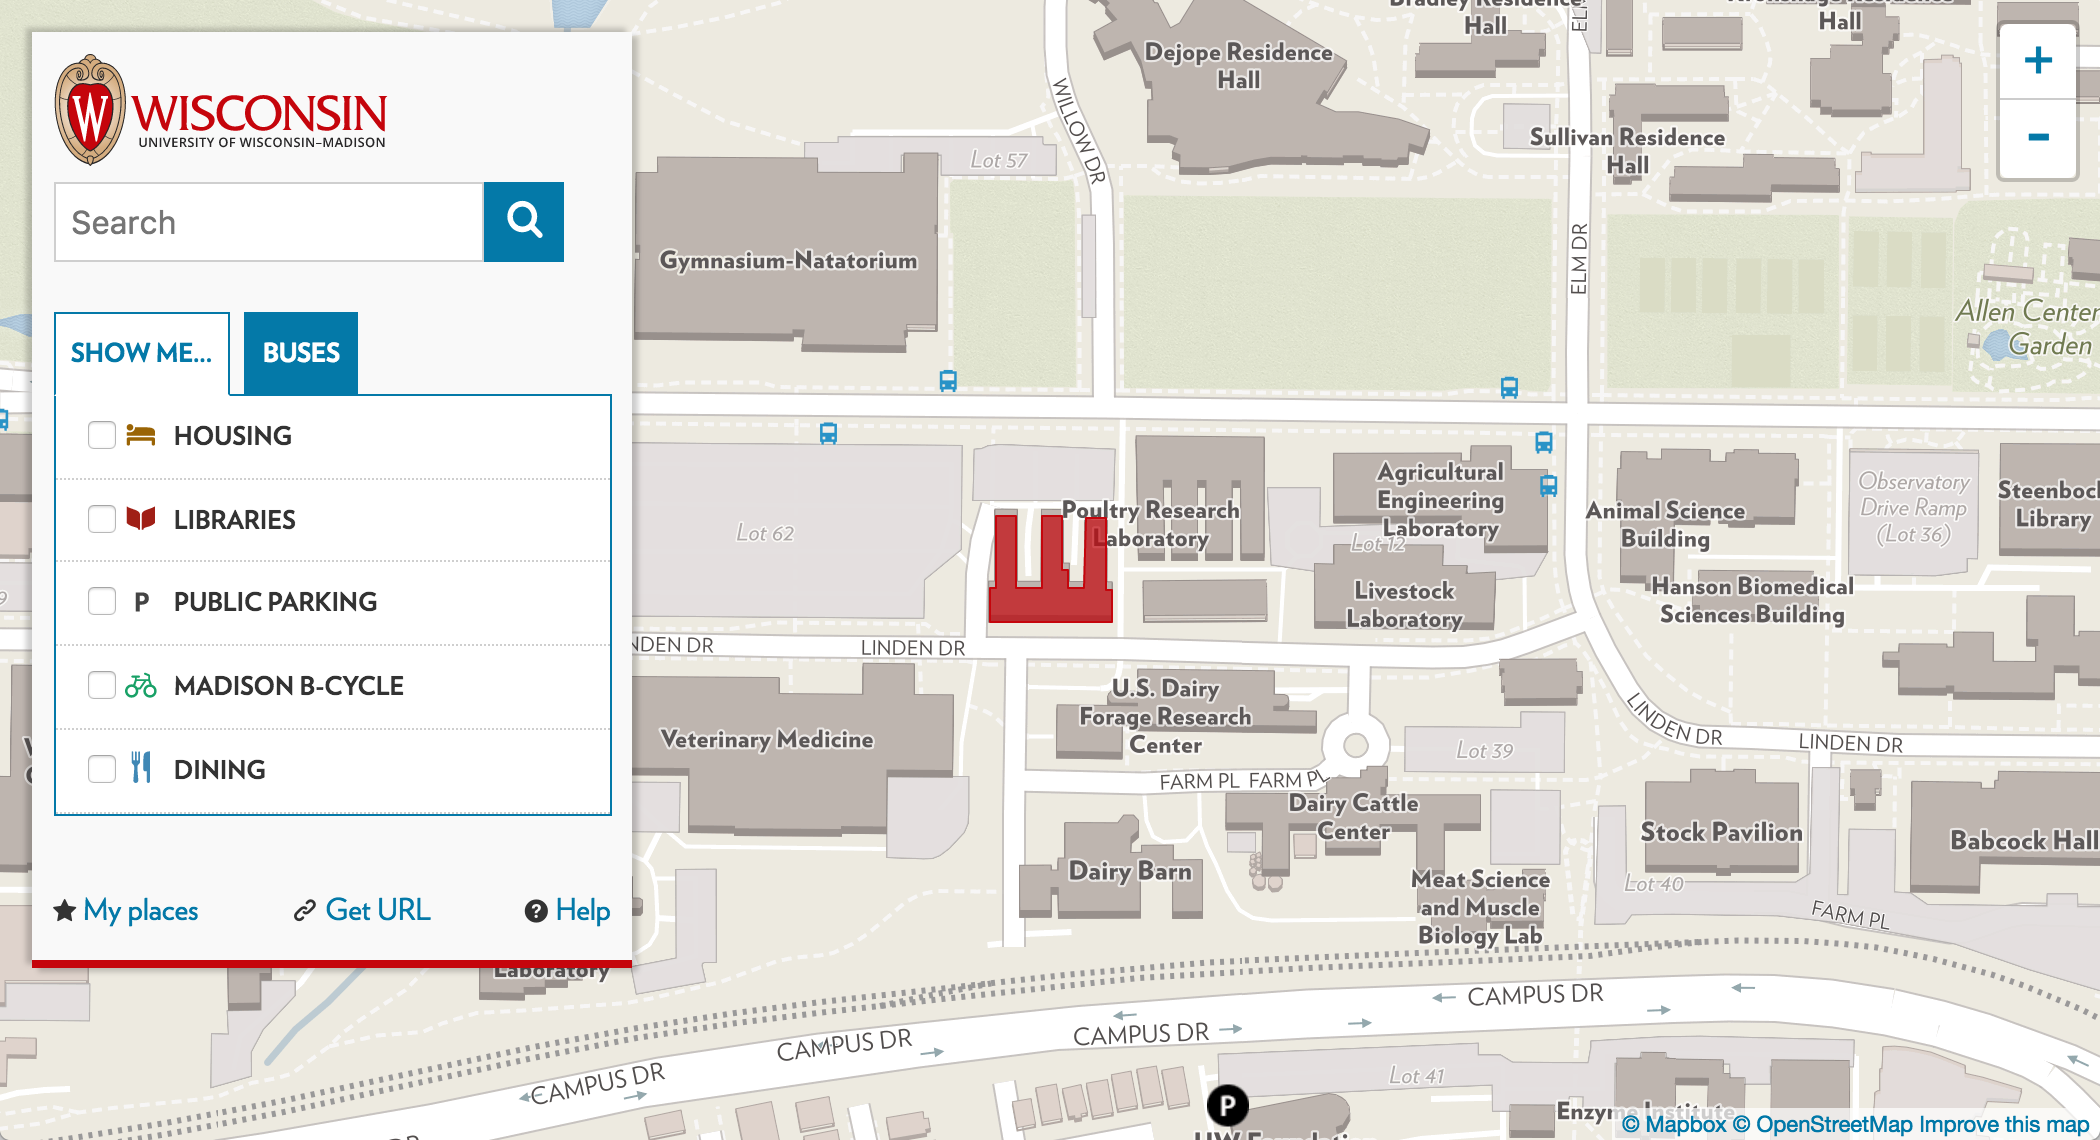 WISCONSIN
UNIVERSITY OF WISCONSIN–MADISON
Search
SHOW ME...
BUSES
HOUSING
LIBRARIES
P PUBLIC PARKING
MADISON B-CYCLE
DINING
My places
Get URL
Help
Laboratory
Dejope Residence
Hall
Bradley Residence
Hall
Hall
Sullivan Residence
Hall
+
-
Lot 57
WILLOW DR
ELM DR
ELM
Gymnasium-Natatorium
Allen Center
Garden
Lot 62
Poultry Research
Laboratory
Agricultural
Engineering
Laboratory
Lot 12
Livestock
Laboratory
Animal Science
Building
Observatory
Drive Ramp
(Lot 36)
Steenbock
Library
Hanson Biomedical
Sciences Building
LINDEN DR
LINDEN DR
LINDEN DR
LINDEN DR
Veterinary Medicine
U.S. Dairy
Forage Research
Center
Lot 39
FARM PL
FARM PL
Dairy Cattle
Center
Stock Pavilion
Babcock Hall
Dairy Barn
Meat Science
and Muscle
Biology Lab
Lot 40
FARM PL
CAMPUS DR
CAMPUS DR
CAMPUS DR
CAMPUS DR
Lot 41
P
Enzyme Institute
© Mapbox © OpenStreetMap Improve this map